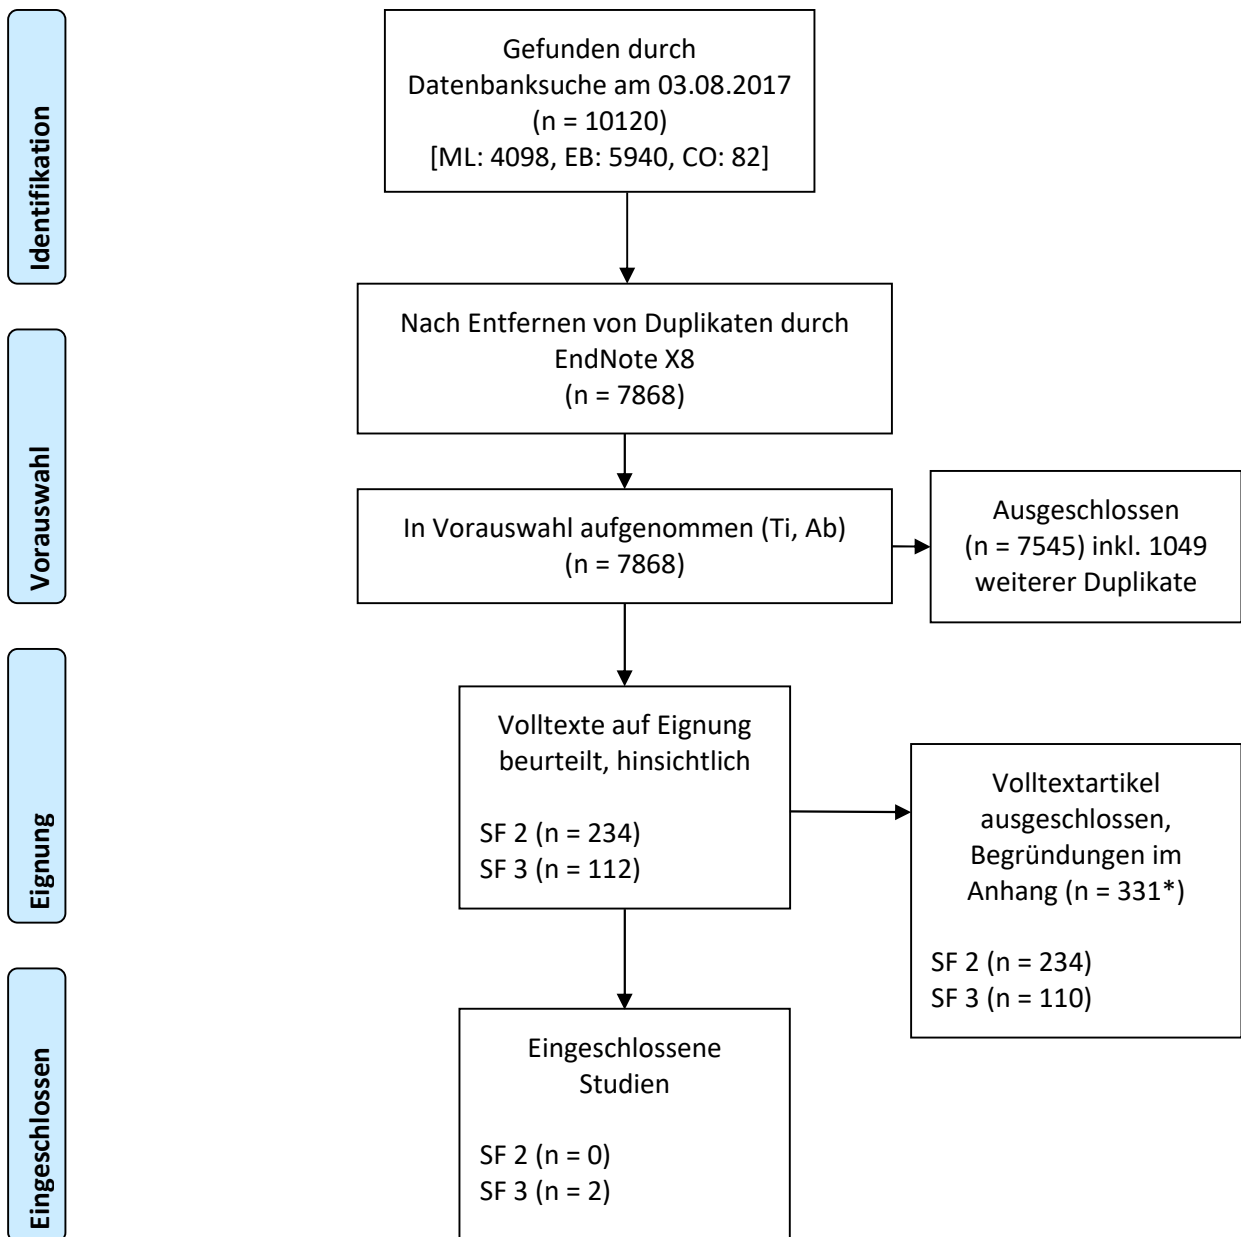 Identifikation
Gefunden durch
Datenbanksuche am 03.08.2017
(n = 10120)
[ML: 4098, EB: 5940, CO: 82]
Nach Entfernen von Duplikaten durch
EndNote X8
(n = 7868)
Vorauswahl
In Vorauswahl aufgenommen (Ti, Ab)
(n = 7868)
Ausgeschlossen
(n = 7545) inkl. 1049
weiterer Duplikate
Eignung
Volltexte auf Eignung
beurteilt, hinsichtlich
SF 2 (n = 234)
SF 3 (n = 112)
Volltextartikel
ausgeschlossen,
Begründungen im
Anhang (n = 331*)
SF 2 (n = 234)
SF 3 (n = 110)
Eingeschlossen
Eingeschlossene
Studien
SF 2 (n = 0)
SF 3 (n = 2)